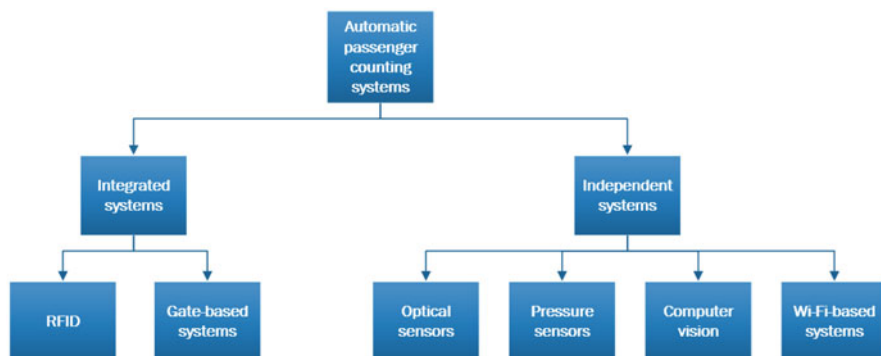 Automatic
passenger
counting
systems
Integrated
systems
Independent
systems
RFID
Gate-based
systems
Optical
sensors
Pressure
sensors
Computer
vision
Wi-Fi-based
systems